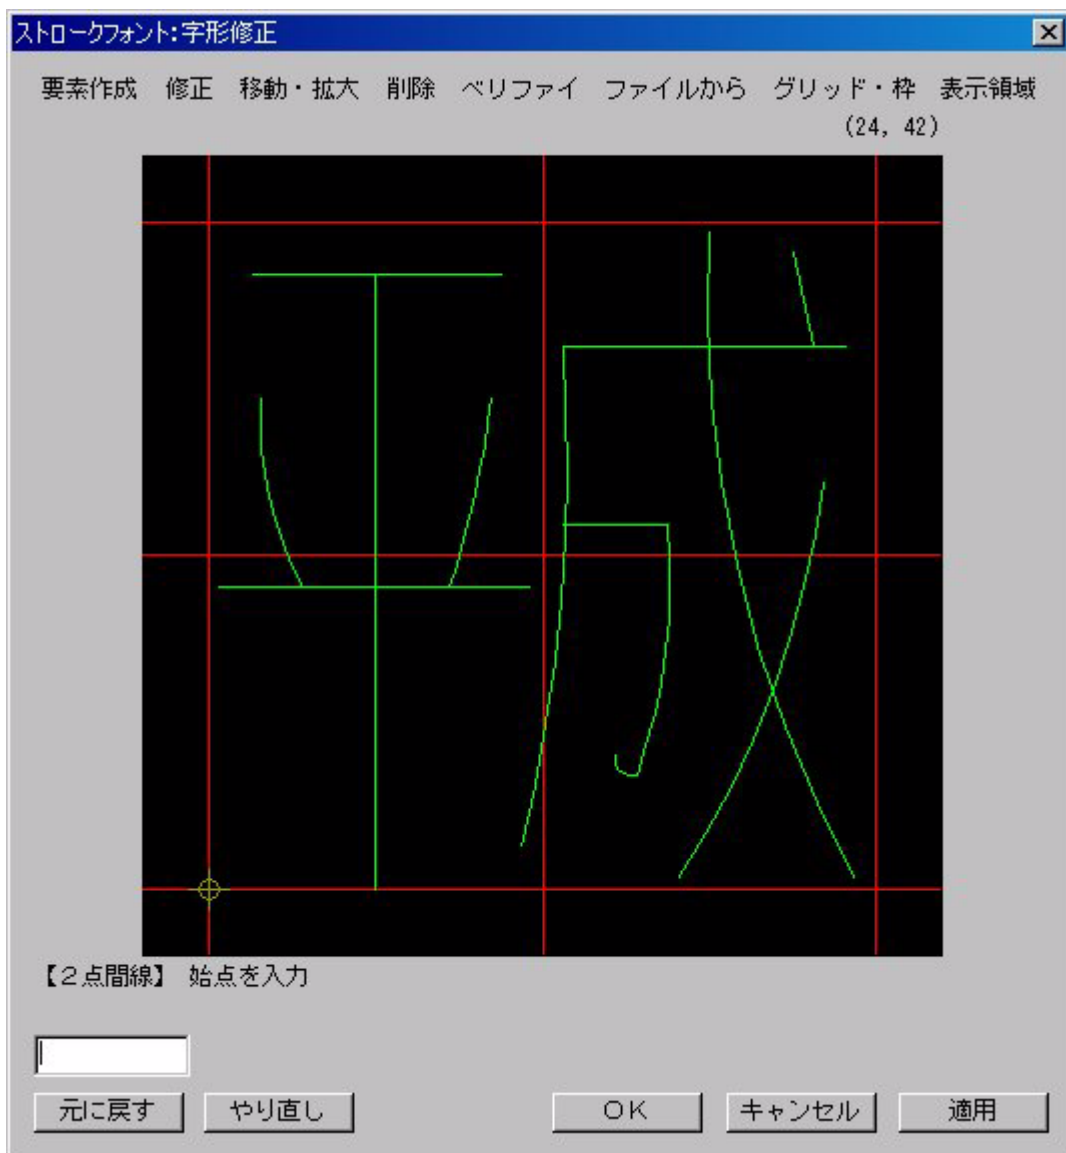 ストロークフォント:字形修正
要素作成 修正 移動・拡大 削除 ベリファイ ファイルから グリッド・枠 表示領域
(24, 42)
平成
【2点間線】 始点を入力
元に戻す やり直し OK キャンセル 適用